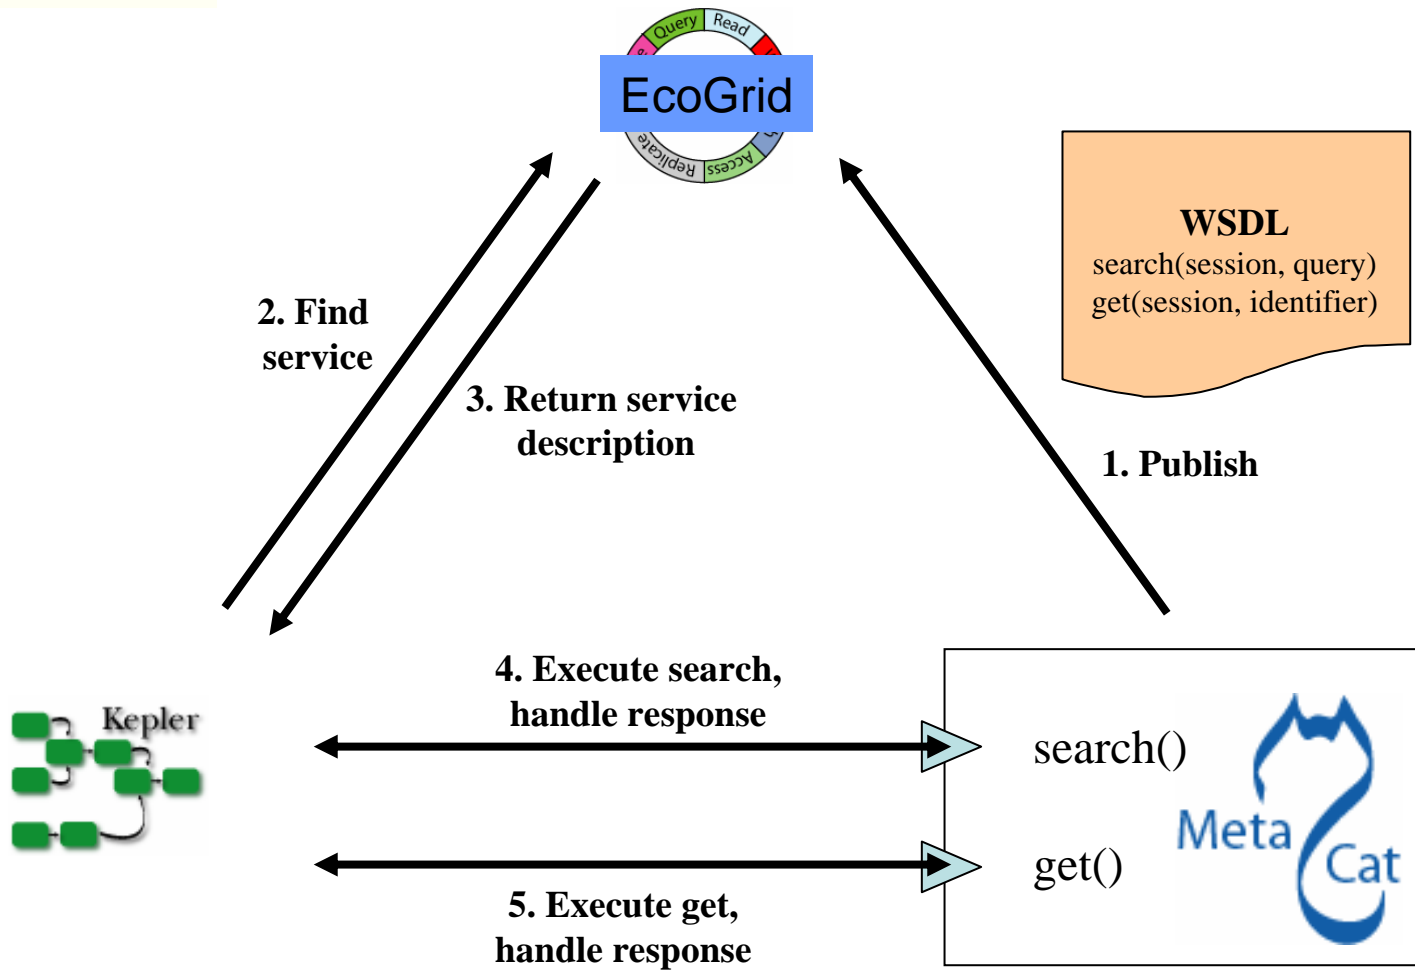 Query
Read
EcoGrid
Replicate
Access
WSDL
search(session, query)
get(session, identifier)
2. Find
service
3. Return service
description
1. Publish
4. Execute search,
handle response
Kepler
search()
Meta
Cat
get()
5. Execute get,
handle response